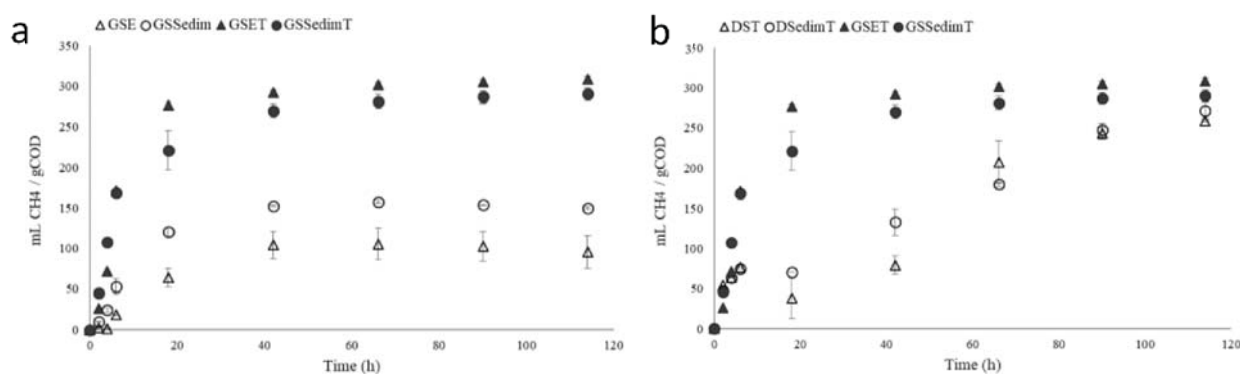 a
△GSE ○GSSedim ▲GSET ●GSSedimT
350
300
250
200
150
100
50
0
mL CH4 / gCOD
0 20 40 60 80 100 120
Time (h)
b
△DST ○DSedimT ▲GSET ●GSSedimT
350
300
250
200
150
100
50
0
mL CH4 / gCOD
0 20 40 60 80 100 120
Time (h)